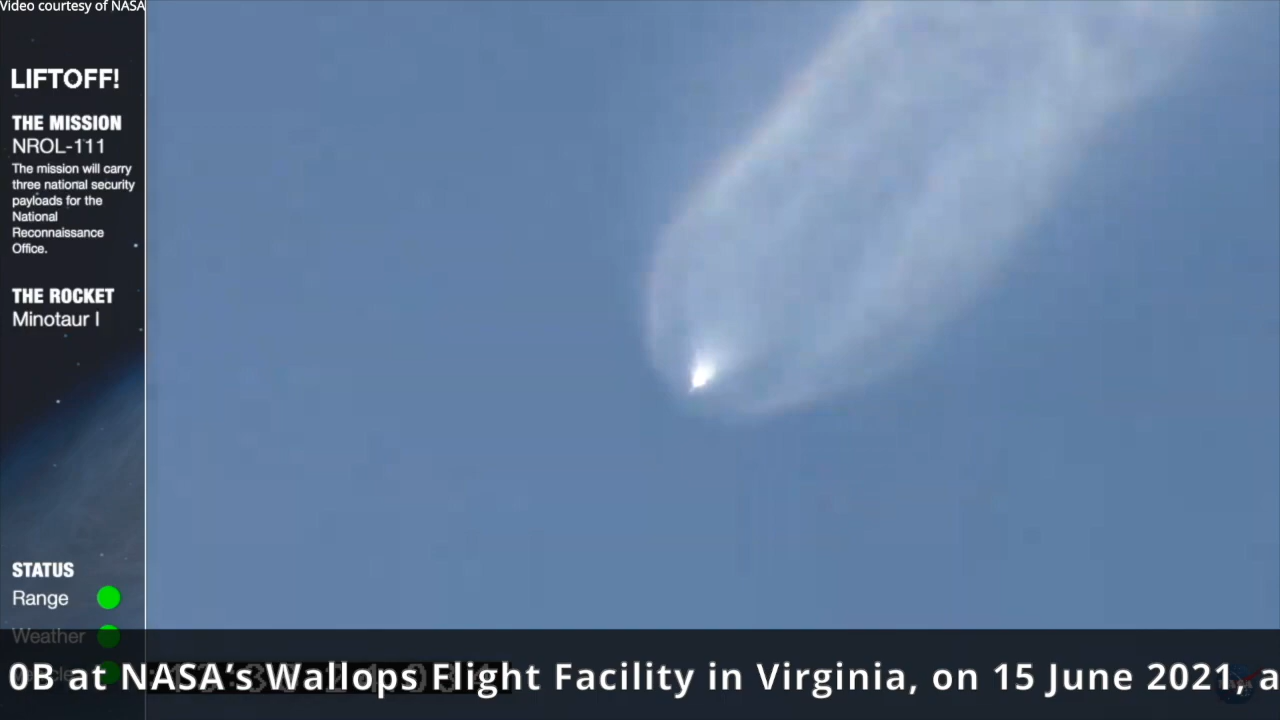 Video courtesy of NASA
LIFTOFF!
THE MISSION
NROL-111
The mission will carry
three national security
payloads for the
National
Reconnaissance
Office.
THE ROCKET
Minotaur I
STATUS
Range
Weather
0B at NASA’s Wallops Flight Facility in Virginia, on 15 June 2021, a